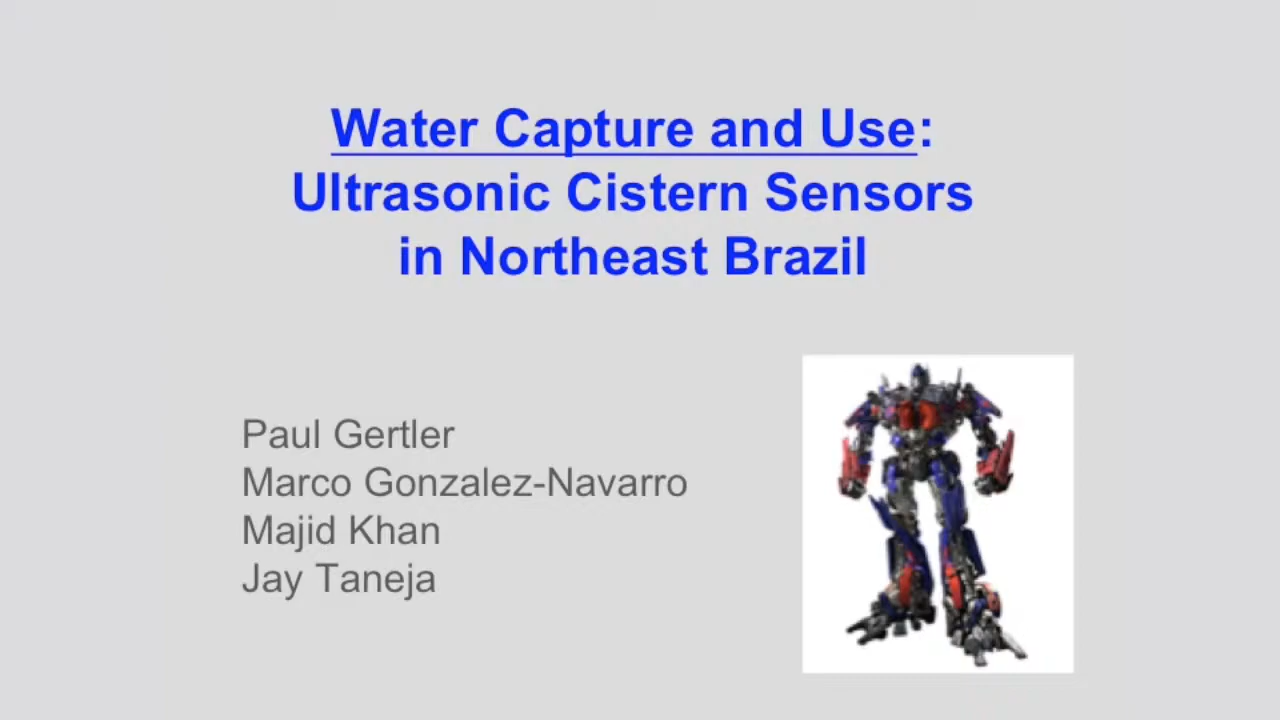 Water Capture and Use:
Ultrasonic Cistern Sensors
in Northeast Brazil
Paul Gertler
Marco Gonzalez-Navarro
Majid Khan
Jay Taneja